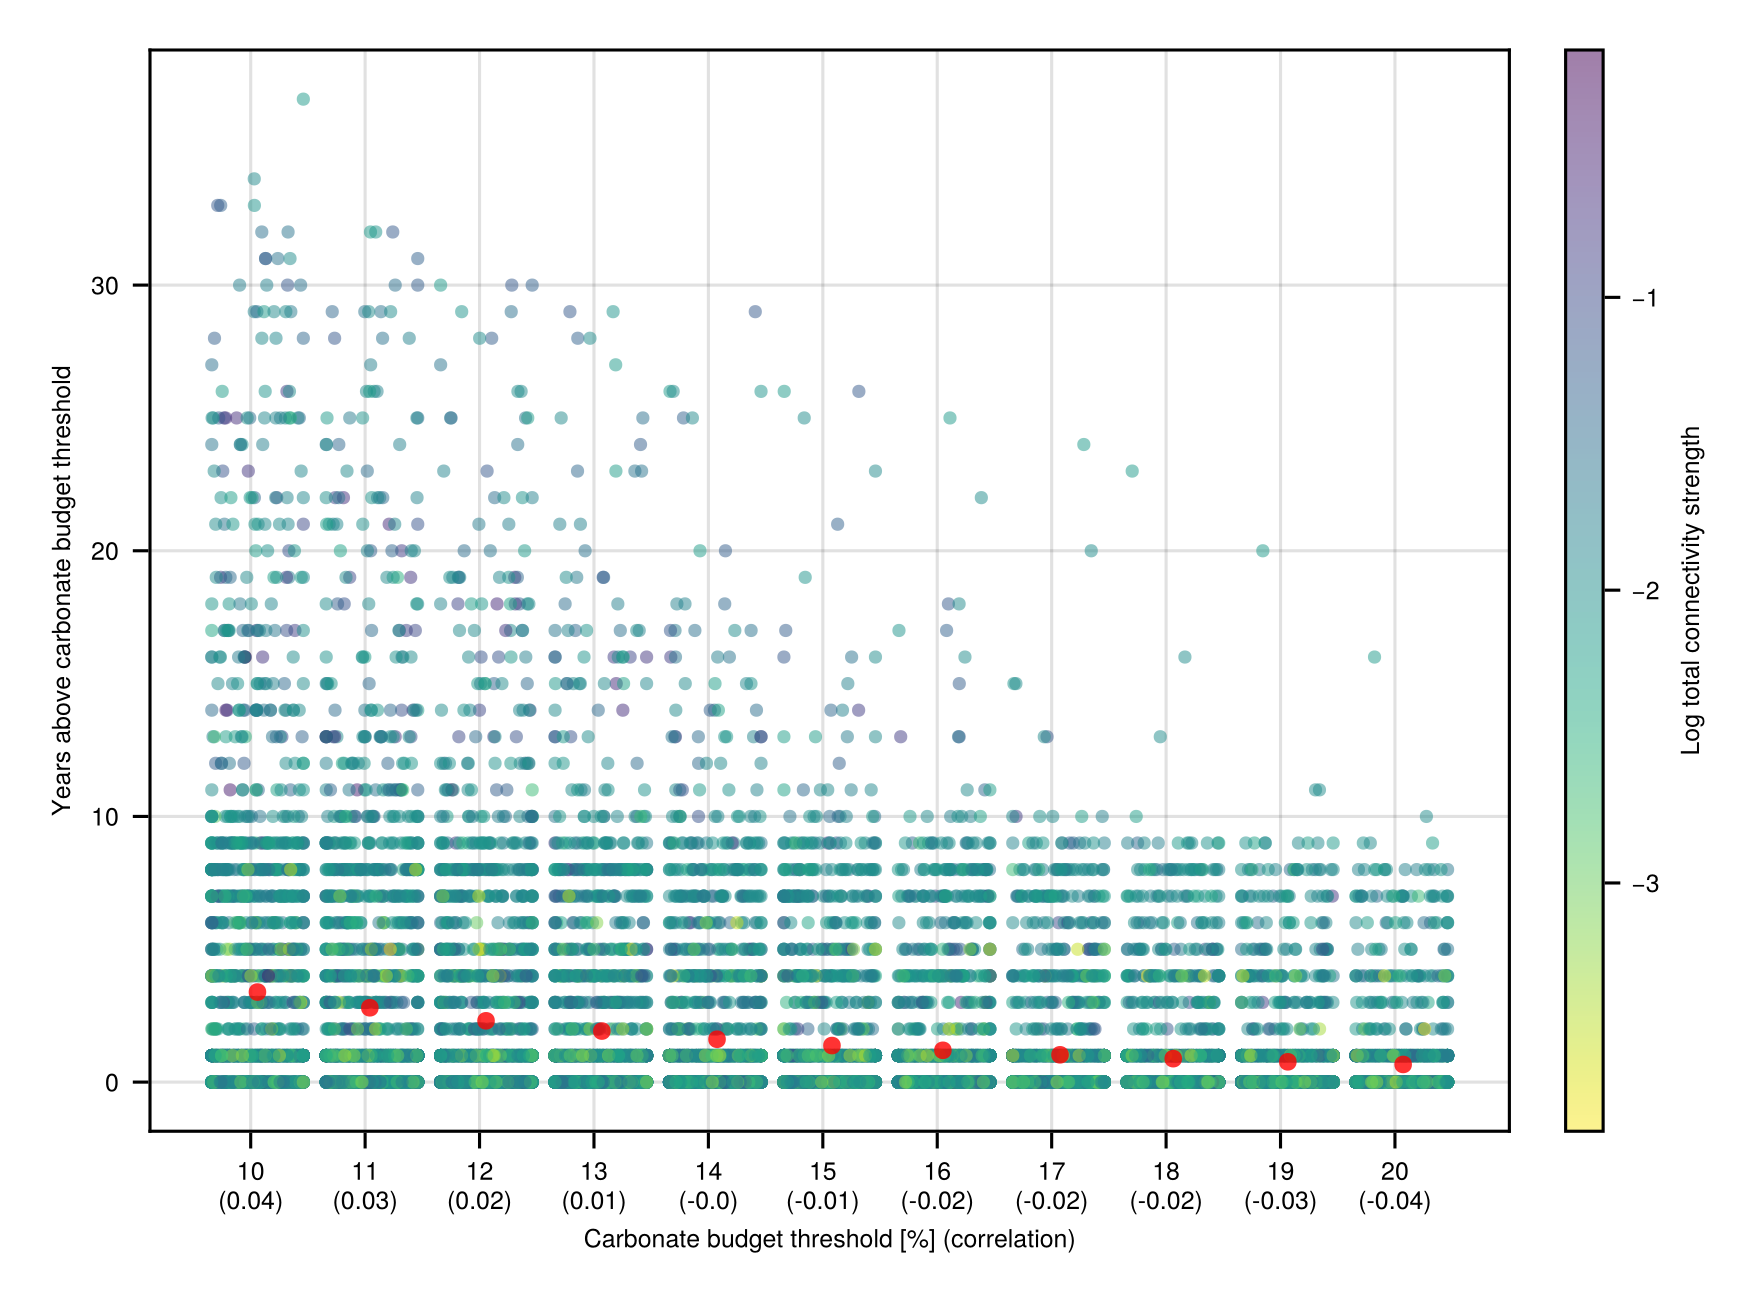 Years above carbonate budget threshold
30
20
10
0
10 11 12 13 14 15 16 17 18 19 20
(0.04) (0.03) (0.02) (0.01) (-0.0) (-0.01) (-0.02) (-0.02) (-0.02) (-0.03) (-0.04)
Carbonate budget threshold [%] (correlation)
−1
−2
−3
Log total connectivity strength